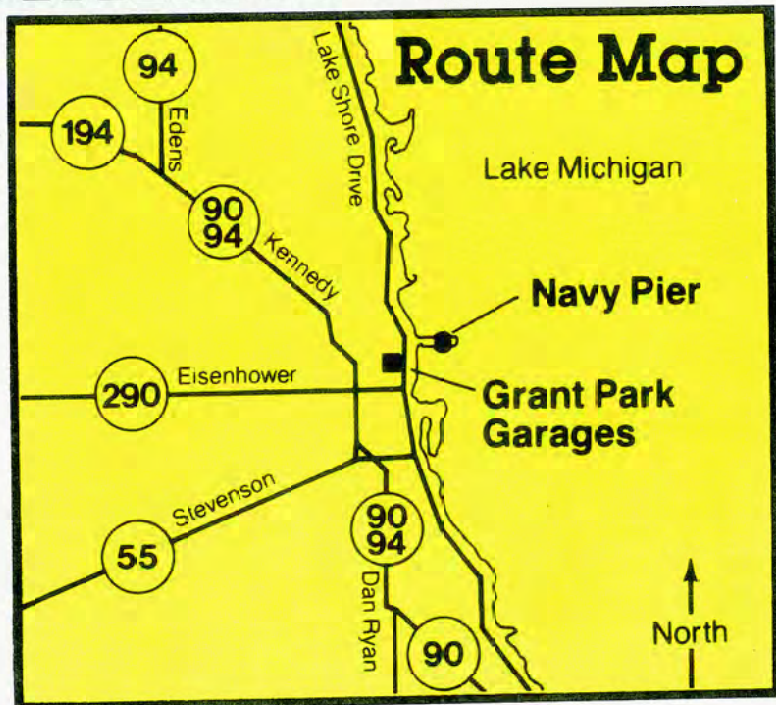 Route Map
94
Edens
194
90
94
Kennedy
Lake Shore Drive
Lake Michigan
Navy Pier
290
Eisenhower
Grant Park
Garages
Stevenson
55
90
94
Dan Ryan
90
North